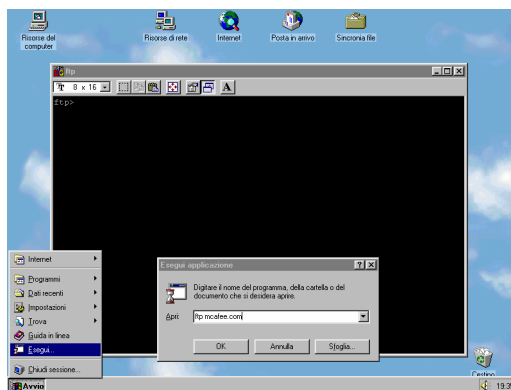 Risorse del
computer
Risorse di rete
Internet
Posta in arrivo
Sincronia file
ftp
8 x 16
A
ftp>
Internet
Programmi
Dati recenti
Impostazioni
Trova
Guida in linea
Esegui...
Chiudi sessione...
Esegui applicazione
Digitare il nome del programma, della cartella o del
documento che si desidera aprire.
Apri:
ftp mcafee.com
OK
Annulla
Sfoglia...
Cestino
Avvio